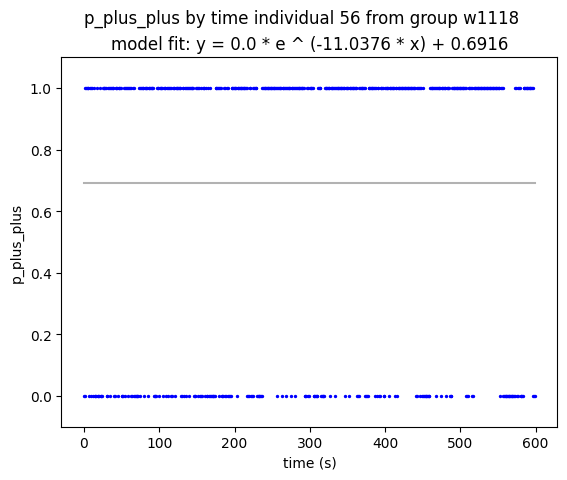 p_plus_plus by time individual 56 from group w1118
model fit: y = 0.0 * e ^ (-11.0376 * x) + 0.6916
1.0
0.8
0.6
0.4
0.2
0.0
p_plus_plus
0 100 200 300 400 500 600
time (s)